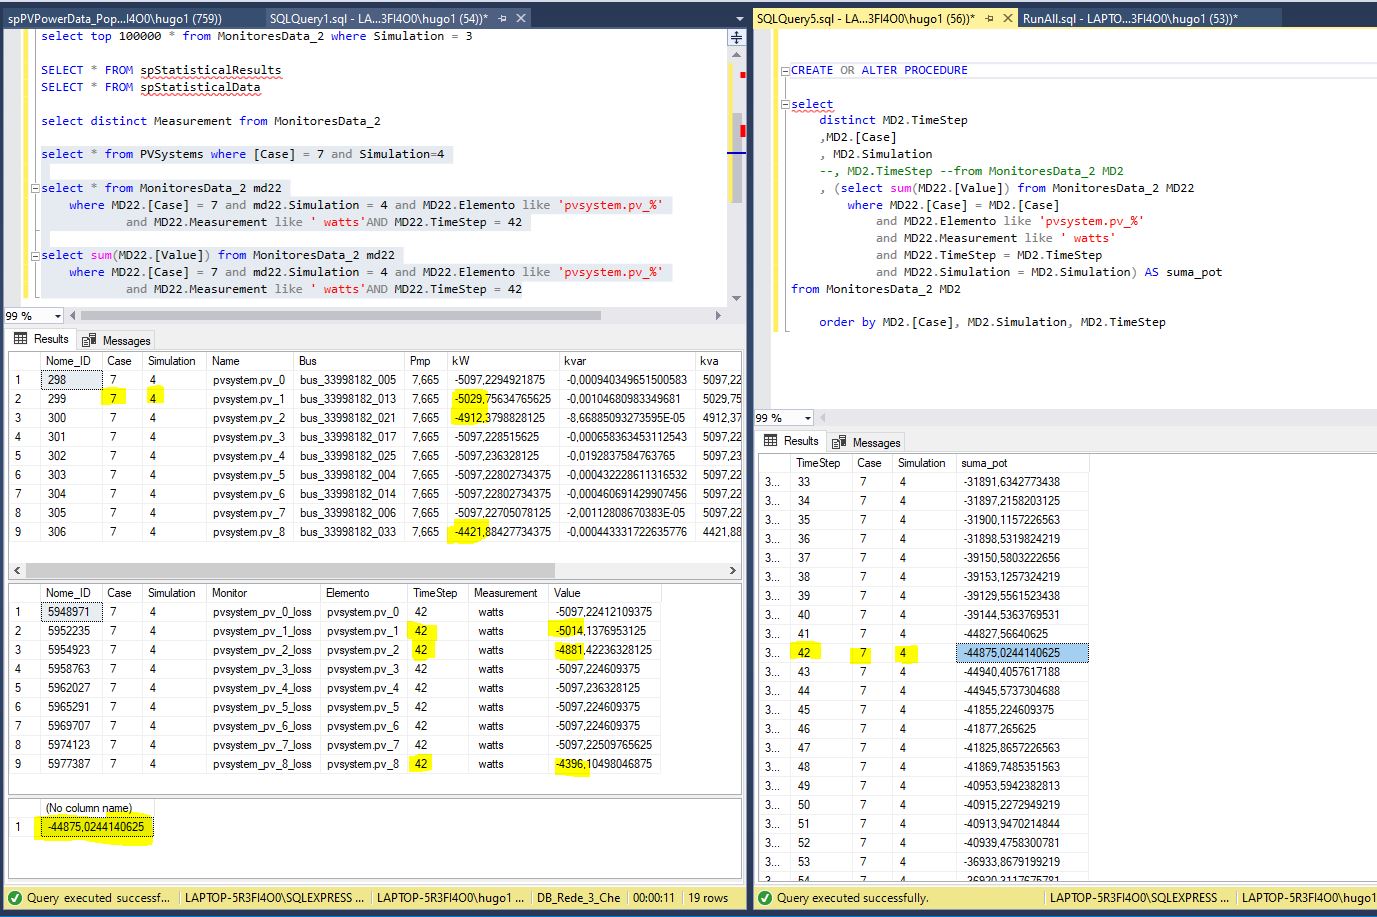 spPVPowerData_Pop...I4O0\hugo1 (759))
SQLQuery1.sql - LA...3FI4O0\hugo1 (54))*
select top 100000 * from MonitoresData_2 where Simulation = 3
SELECT * FROM spStatisticalResults
SELECT * FROM spStatisticalData
select distinct Measurement from MonitoresData_2
select * from PVSystems where [Case] = 7 and Simulation=4
select * from MonitoresData_2 md22
where MD22.[Case] = 7 and md22.Simulation = 4 and MD22.Elemento like 'pvsystem.pv_%'
and MD22.Measurement like ' watts'AND MD22.TimeStep = 42
select sum(MD22.[Value]) from MonitoresData_2 md22
where MD22.[Case] = 7 and md22.Simulation = 4 and MD22.Elemento like 'pvsystem.pv_%'
and MD22.Measurement like ' watts'AND MD22.TimeStep = 42
99 %
Results Messages
Nome_ID Case Simulation Name Bus Pmp kW kvar kva
1 298 7 4 pvsystem.pv_0 bus_33998182_005 7,665 -5097,2294921875 -0,000940349651500583 5097,22
2 299 7 4 pvsystem.pv_1 bus_33998182_013 7,665 -5029,75634765625 -0,00104680983349681 5029,75
3 300 7 4 pvsystem.pv_2 bus_33998182_021 7,665 -4912,3798828125 -8,66885093273595E-05 4912,37
4 301 7 4 pvsystem.pv_3 bus_33998182_017 7,665 -5097,228515625 -0,000658363453112543 5097,22
5 302 7 4 pvsystem.pv_4 bus_33998182_025 7,665 -5097,236328125 -0,0192837584763765 5097,23
6 303 7 4 pvsystem.pv_5 bus_33998182_004 7,665 -5097,22802734375 -0,000432228611316532 5097,22
7 304 7 4 pvsystem.pv_6 bus_33998182_014 7,665 -5097,22802734375 -0,000460691429907456 5097,22
8 305 7 4 pvsystem.pv_7 bus_33998182_006 7,665 -5097,22705078125 -2,00112808670383E-05 5097,22
9 306 7 4 pvsystem.pv_8 bus_33998182_033 7,665 -4421,88427734375 -0,000443331722635776 4421,88
Nome_ID Case Simulation Monitor Elemento TimeStep Measurement Value
1 5948971 7 4 pvsystem_pv_0_loss pvsystem.pv_0 42 watts -5097,22412109375
2 5952235 7 4 pvsystem_pv_1_loss pvsystem.pv_1 42 watts -5014,1376953125
3 5954923 7 4 pvsystem_pv_2_loss pvsystem.pv_2 42 watts -4881,42236328125
4 5958763 7 4 pvsystem_pv_3_loss pvsystem.pv_3 42 watts -5097,224609375
5 5962027 7 4 pvsystem_pv_4_loss pvsystem.pv_4 42 watts -5097,236328125
6 5965291 7 4 pvsystem_pv_5_loss pvsystem.pv_5 42 watts -5097,224609375
7 5969707 7 4 pvsystem_pv_6_loss pvsystem.pv_6 42 watts -5097,224609375
8 5974123 7 4 pvsystem_pv_7_loss pvsystem.pv_7 42 watts -5097,22509765625
9 5977387 7 4 pvsystem_pv_8_loss pvsystem.pv_8 42 watts -4396,10498046875
(No column name)
1 -44875,0244140625
Query executed successf... LAPTOP-5R3FI4O0\SQLEXPRESS ... LAPTOP-5R3FI4O0\hugo1 ... DB_Rede_3_Che 00:00:11 19 rows
SQLQuery5.sql - LA...3FI4O0\hugo1 (56))*
RunAll.sql - LAPTO...3FI4O0\hugo1 (53))*
CREATE OR ALTER PROCEDURE
select
distinct MD2.TimeStep
,MD2.[Case]
, MD2.Simulation
--, MD2.TimeStep --from MonitoresData_2 MD2
, (select sum(MD22.[Value]) from MonitoresData_2 MD22
where MD22.[Case] = MD2.[Case]
and MD22.Elemento like 'pvsystem.pv_%'
and MD22.Measurement like ' watts'
and MD22.TimeStep = MD2.TimeStep
and MD22.Simulation = MD2.Simulation) AS suma_pot
from MonitoresData_2 MD2
order by MD2.[Case], MD2.Simulation, MD2.TimeStep
99 %
Results Messages
TimeStep Case Simulation suma_pot
3... 33 7 4 -31891,6342773438
3... 34 7 4 -31897,2158203125
3... 35 7 4 -31900,1157226563
3... 36 7 4 -31898,5319824219
3... 37 7 4 -39150,5803222656
3... 38 7 4 -39153,1257324219
3... 39 7 4 -39129,5561523438
3... 40 7 4 -39144,5363769531
3... 41 7 4 -44827,56640625
3... 42 7 4 -44875,0244140625
3... 43 7 4 -44940,4057617188
3... 44 7 4 -44945,5737304688
3... 45 7 4 -41855,224609375
3... 46 7 4 -41877,265625
3... 47 7 4 -41825,8657226563
3... 48 7 4 -41869,7485351563
3... 49 7 4 -40953,5942382813
3... 50 7 4 -40915,2272949219
3... 51 7 4 -40913,9470214844
3... 52 7 4 -40939,4758300781
3... 53 7 4 -36933,8679199219
3... 54 7 4 -36920,3117675781
Query executed successfully. LAPTOP-5R3FI4O0\SQLEXPRESS ... LAPTOP-5R3FI4O0\hugo1